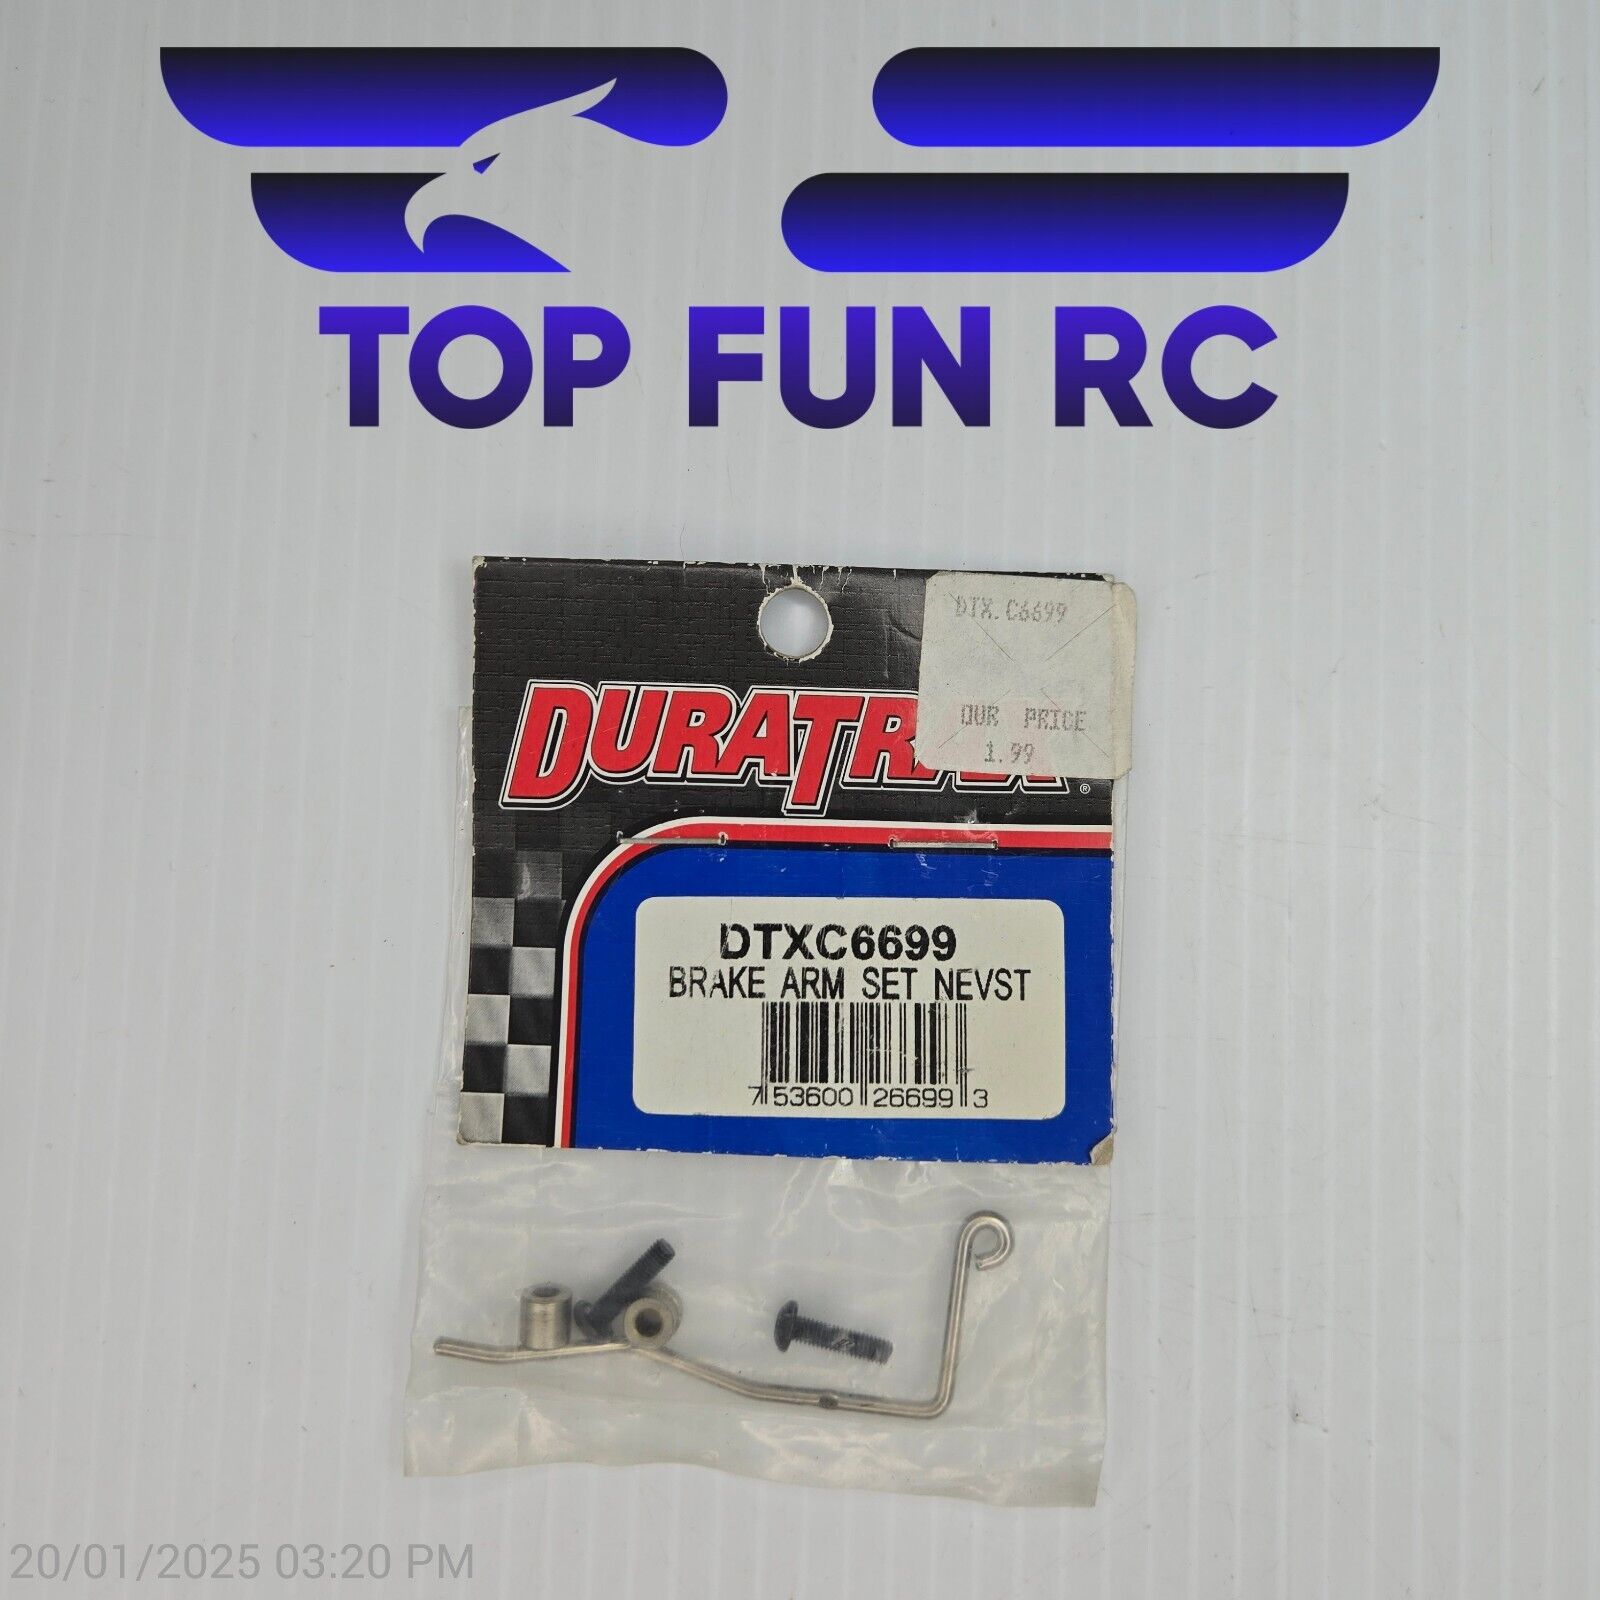 TOP FUN RC
DTX.C6699
OUR PRICE
1.99
DURATRAX®
DTXC6699
BRAKE ARM SET NEVST
7 53600 26699 3
20/01/2025 03:20 PM